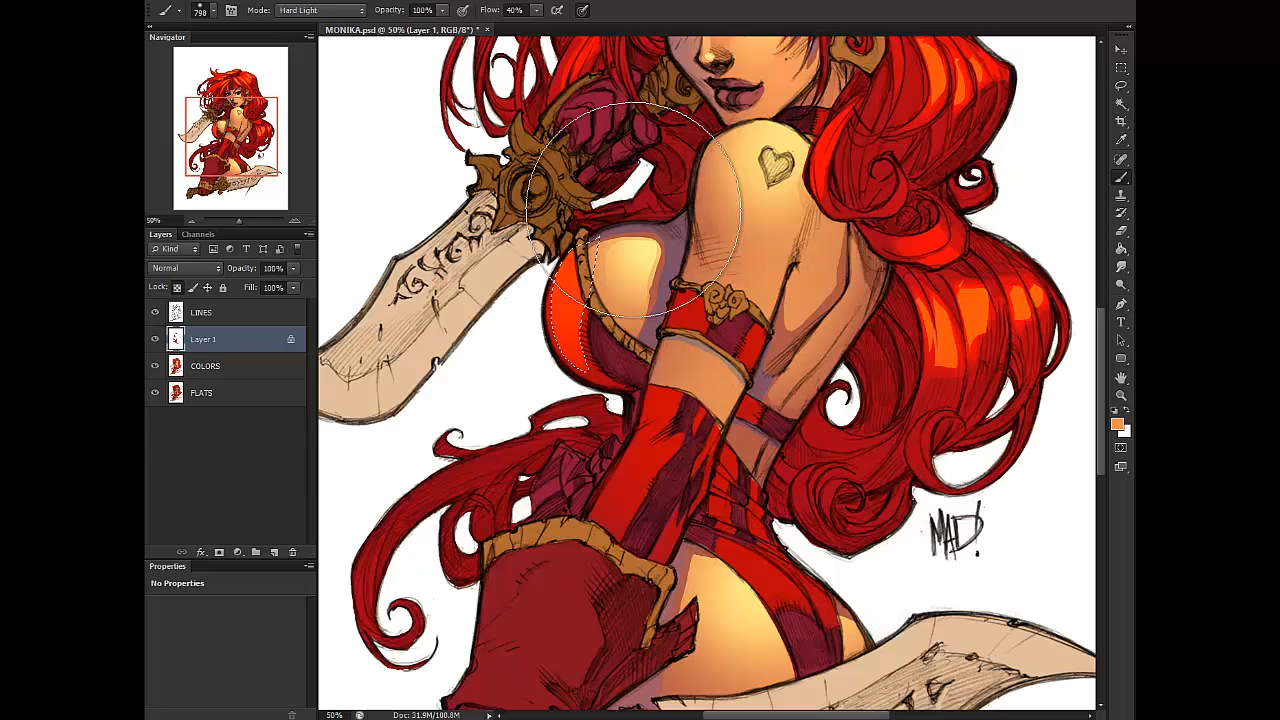 798 Mode: Hard Light Opacity: 100% Flow: 40%
MONIKA.psd @ 50% (Layer 1, RGB/8*) * ×
Navigator
50%
Layers Channels
Kind
Normal Opacity: 100%
Lock: Fill: 100%
LINES
Layer 1
COLORS
FLATS
fx
Properties
No Properties
MAD!
50% Doc: 31.9M/100.8M